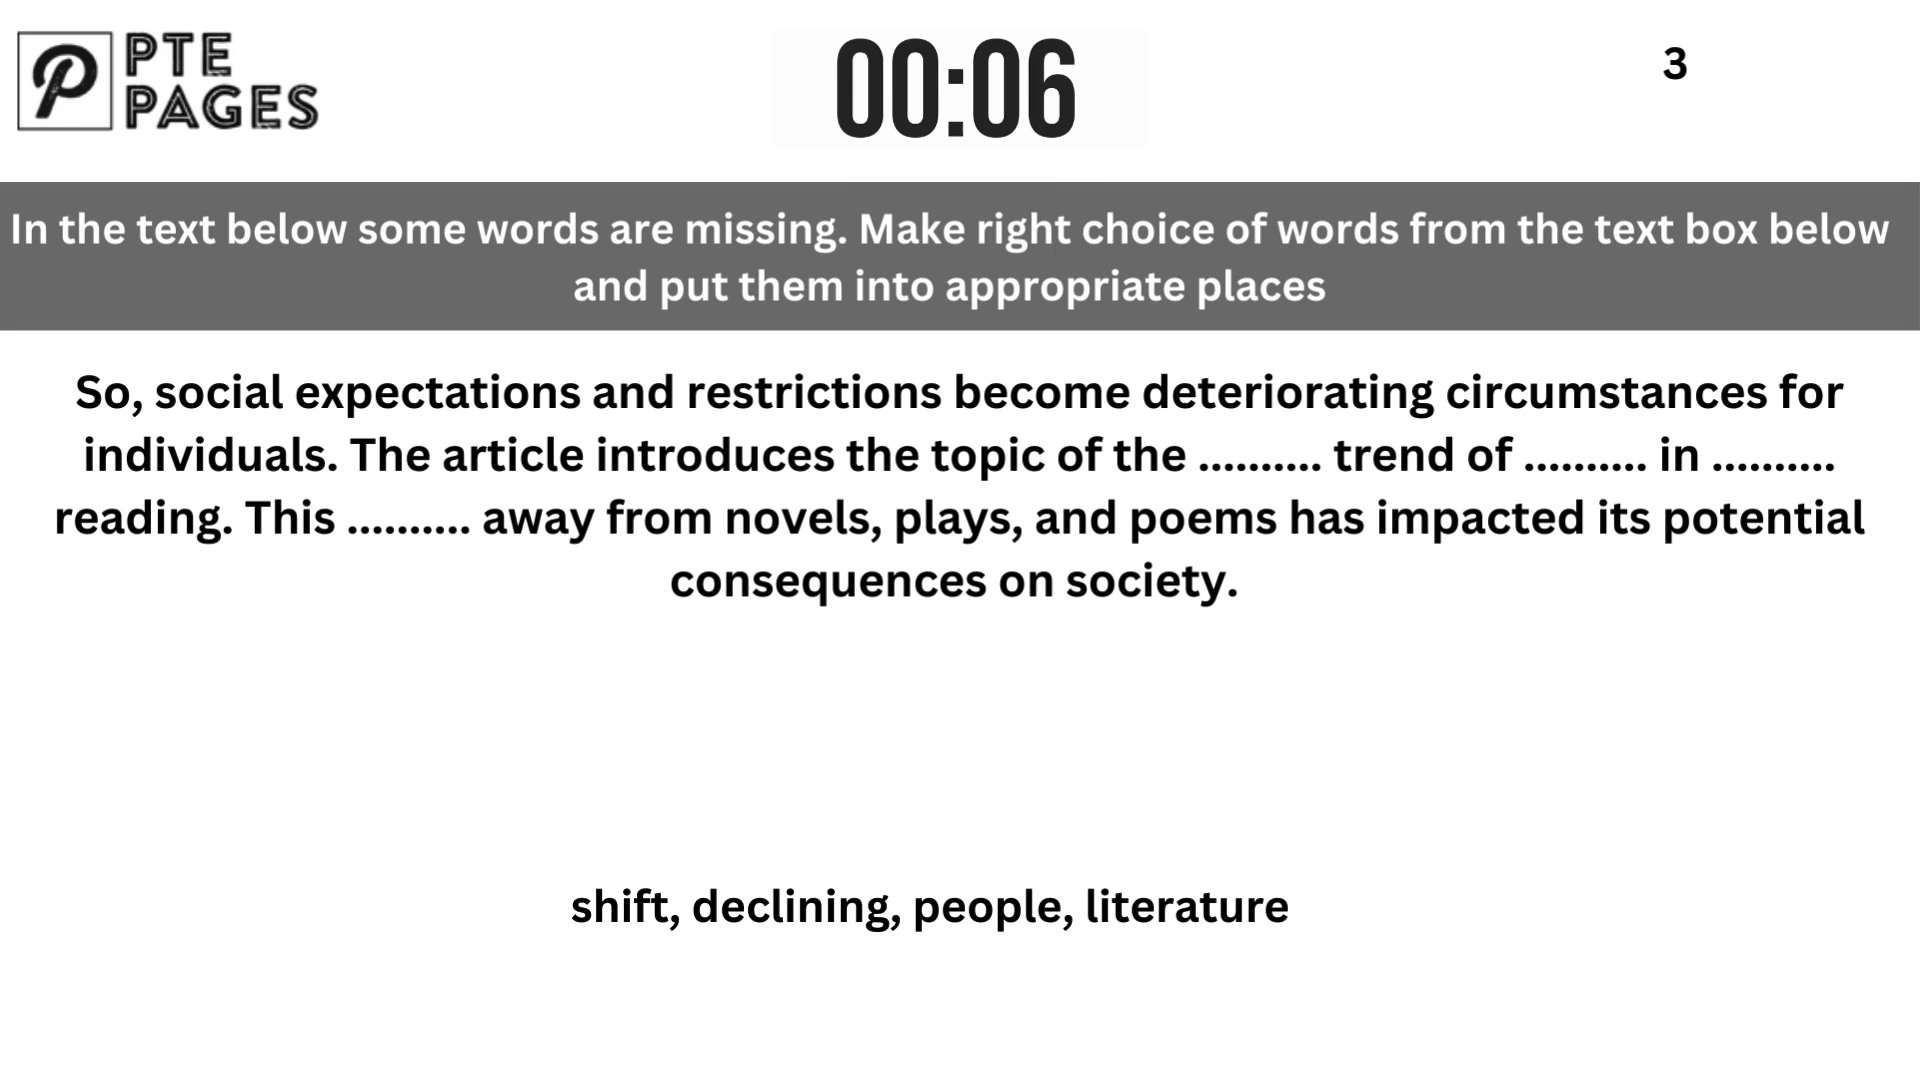 PTE
PAGES
00:06
3
In the text below some words are missing. Make right choice of words from the text box below
and put them into appropriate places
So, social expectations and restrictions become deteriorating circumstances for
individuals. The article introduces the topic of the .......... trend of .......... in ..........
reading. This .......... away from novels, plays, and poems has impacted its potential
consequences on society.
shift, declining, people, literature